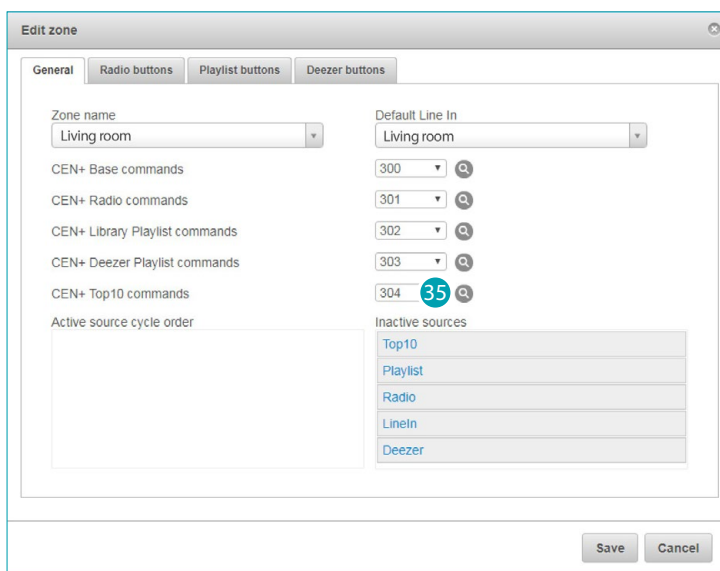 Edit zone
General Radio buttons Playlist buttons Deezer buttons
Zone name Default Line In
Living room Living room
CEN+ Base commands 300
CEN+ Radio commands 301
CEN+ Library Playlist commands 302
CEN+ Deezer Playlist commands 303
CEN+ Top10 commands 304 35
Active source cycle order Inactive sources
Top10
Playlist
Radio
LineIn
Deezer
Save Cancel